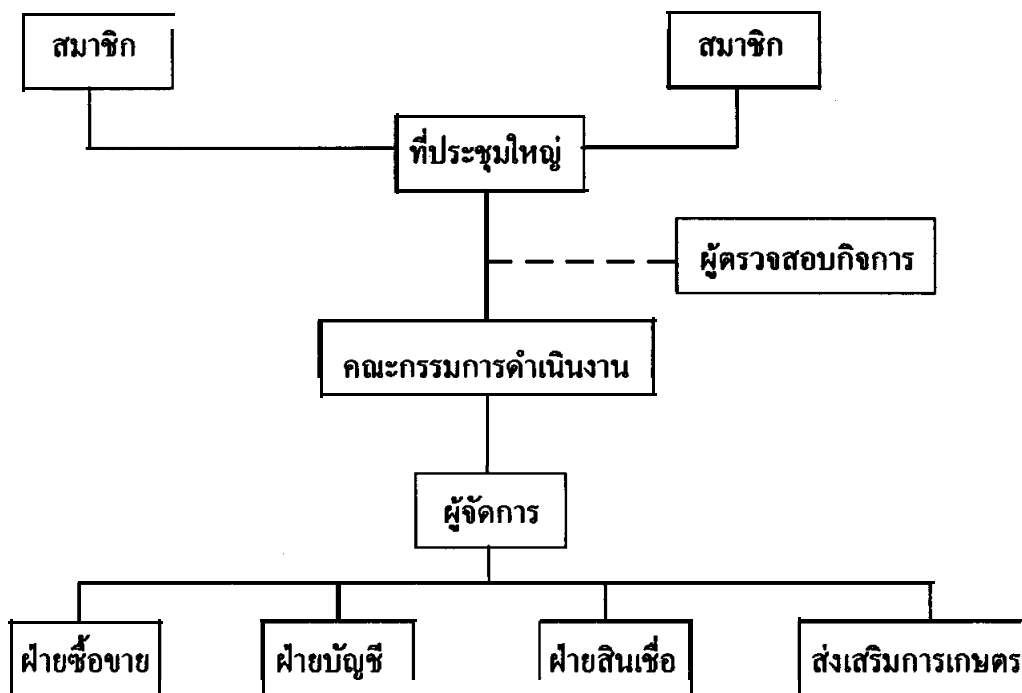 สมาชิก
สมาชิก
ที่ประชุมใหญ่
ผู้ตรวจสอบกิจการ
คณะกรรมการดำเนินงาน
ผู้จัดการ
ฝ่ายซื้อขาย
ฝ่ายบัญชี
ฝ่ายสินเชื่อ
ส่งเสริมการเกษตร